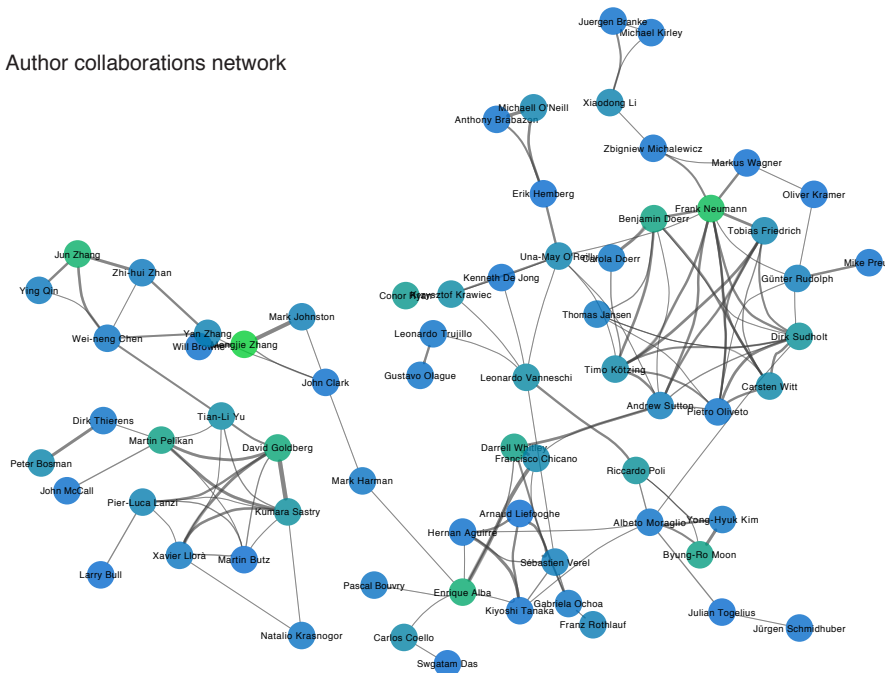 Juergen Branke
Michael Kirley
Author collaborations network
Xiaodong Li
Michaell O'Neill
Anthony Brabazon
Zbigniew Michalewicz
Markus Wagner
Erik Hemberg
Oliver Kramer
Frank Neumann
Benjamin Doerr
Tobias Friedrich
Jun Zhang
Una-May O'Reilly
Carola Doerr
Mike Preu
Zhi-hui Zhan
Kenneth De Jong
Günter Rudolph
Ying Qin
Conor Ryan
Krzysztof Krawiec
Mark Johnston
Thomas Jansen
Wei-neng Chen
Yan Zhang
Leonardo Trujillo
Dirk Sudholt
Will Browne
Mengjie Zhang
Timo Kötzing
Gustavo Olague
Leonardo Vanneschi
John Clark
Carsten Witt
Andrew Sutton
Pietro Oliveto
Tian-Li Yu
Dirk Thierens
Martin Pelikan
David Goldberg
Darrell Whitley
Francisco Chicano
Peter Bosman
Riccardo Poli
Mark Harman
John McCall
Pier-Luca Lanzi
Kumara Sastry
Arnaud Liefooghe
Yong-Hyuk Kim
Albeto Moraglio
Hernan Aguirre
Xavier Llorà
Martin Butz
Sébastien Verel
Byung-Ro Moon
Larry Bull
Pascal Bouvry
Enrique Alba
Kiyoshi Tanaka
Gabriela Ochoa
Julian Togelius
Franz Rothlauf
Jürgen Schmidhuber
Natalio Krasnogor
Carlos Coello
Swgatam Das